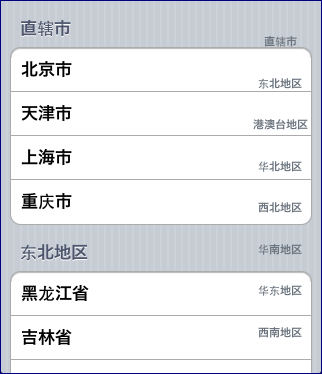 直辖市
直辖市
北京市
东北地区
天津市
港澳台地区
上海市
华北地区
重庆市
西北地区
东北地区
华南地区
黑龙江省
华东地区
吉林省
西南地区